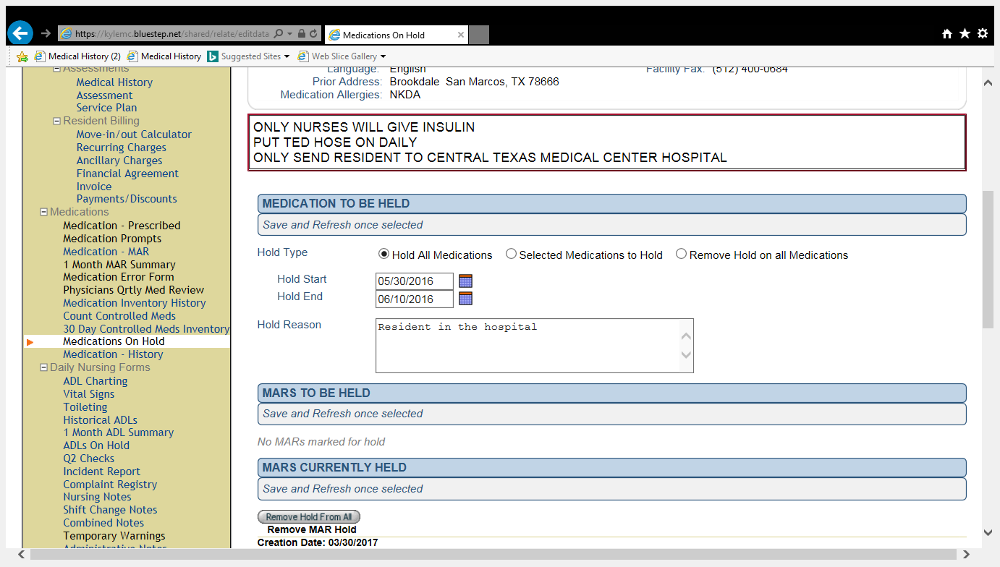 https://kylemc.bluestep.net/shared/relate/editdata
Medications On Hold
Medical History (2)
Medical History
Suggested Sites
Web Slice Gallery
Assessments
Medical History
Assessment
Service Plan
Resident Billing
Move-in/out Calculator
Recurring Charges
Ancillary Charges
Financial Agreement
Invoice
Payments/Discounts
Medications
Medication - Prescribed
Medication Prompts
Medication - MAR
1 Month MAR Summary
Medication Error Form
Physicians Qrtly Med Review
Medication Inventory History
Count Controlled Meds
30 Day Controlled Meds Inventory
Medications On Hold
Medication - History
Daily Nursing Forms
ADL Charting
Vital Signs
Toileting
Historical ADLs
1 Month ADL Summary
ADLs On Hold
Q2 Checks
Incident Report
Complaint Registry
Nursing Notes
Shift Change Notes
Combined Notes
Temporary Warnings
Administrative Notes
Language: English Facility Fax: (512) 400-0684
Prior Address: Brookdale San Marcos, TX 78666
Medication Allergies: NKDA
ONLY NURSES WILL GIVE INSULIN
PUT TED HOSE ON DAILY
ONLY SEND RESIDENT TO CENTRAL TEXAS MEDICAL CENTER HOSPITAL
MEDICATION TO BE HELD
Save and Refresh once selected
Hold Type Hold All Medications Selected Medications to Hold Remove Hold on all Medications
Hold Start 05/30/2016
Hold End 06/10/2016
Hold Reason Resident in the hospital
MARS TO BE HELD
Save and Refresh once selected
No MARs marked for hold
MARS CURRENTLY HELD
Save and Refresh once selected
Remove Hold From All
Remove MAR Hold
Creation Date: 03/30/2017